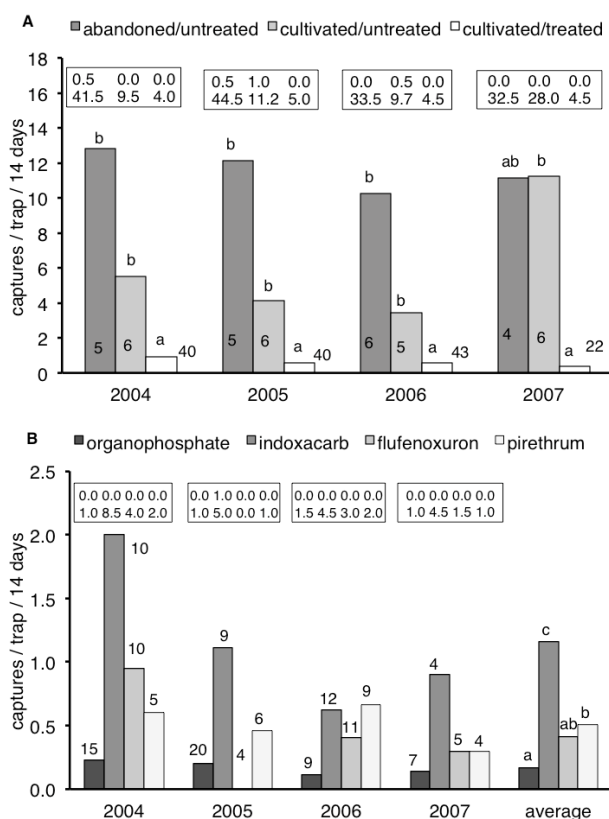 A
abandoned/untreated cultivated/untreated cultivated/treated
captures / trap / 14 days
18
16
14
12
10
8
6
4
2
0
0.5 0.0 0.0
41.5 9.5 4.0
0.5 1.0 0.0
44.5 11.2 5.0
0.0 0.5 0.0
33.5 9.7 4.5
0.0 0.0 0.0
32.5 28.0 4.5
b b a
5 6 40
b b a
5 6 40
b b a
6 5 43
ab b a
4 6 22
2004 2005 2006 2007
B
organophosphate indoxacarb flufenoxuron pirethrum
captures / trap / 14 days
2.5
2.0
1.5
1.0
0.5
0.0
0.0 0.0 0.0 0.0
1.0 8.5 4.0 2.0
0.0 1.0 0.0 0.0
1.0 5.0 0.0 1.0
0.0 0.0 0.0 0.0
1.5 4.5 3.0 2.0
0.0 0.0 0.0 0.0
1.0 4.5 1.5 1.0
15 10 10 5
20 9 4 6
9 12 11 9
7 4 5 4
a c ab b
2004 2005 2006 2007 average